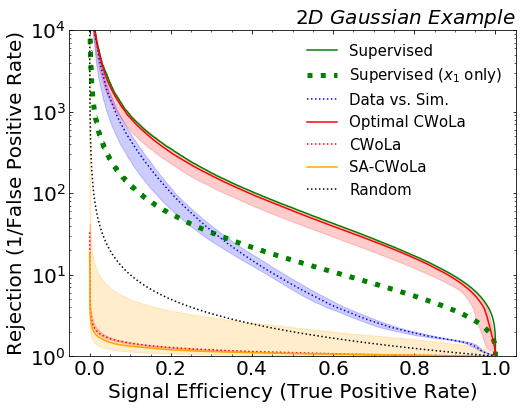 2D Gaussian Example
Rejection (1/False Positive Rate)
10^4
10^3
10^2
10^1
10^0
Supervised
Supervised (x_1 only)
Data vs. Sim.
Optimal CWoLa
CWoLa
SA-CWoLa
Random
0.0 0.2 0.4 0.6 0.8 1.0
Signal Efficiency (True Positive Rate)